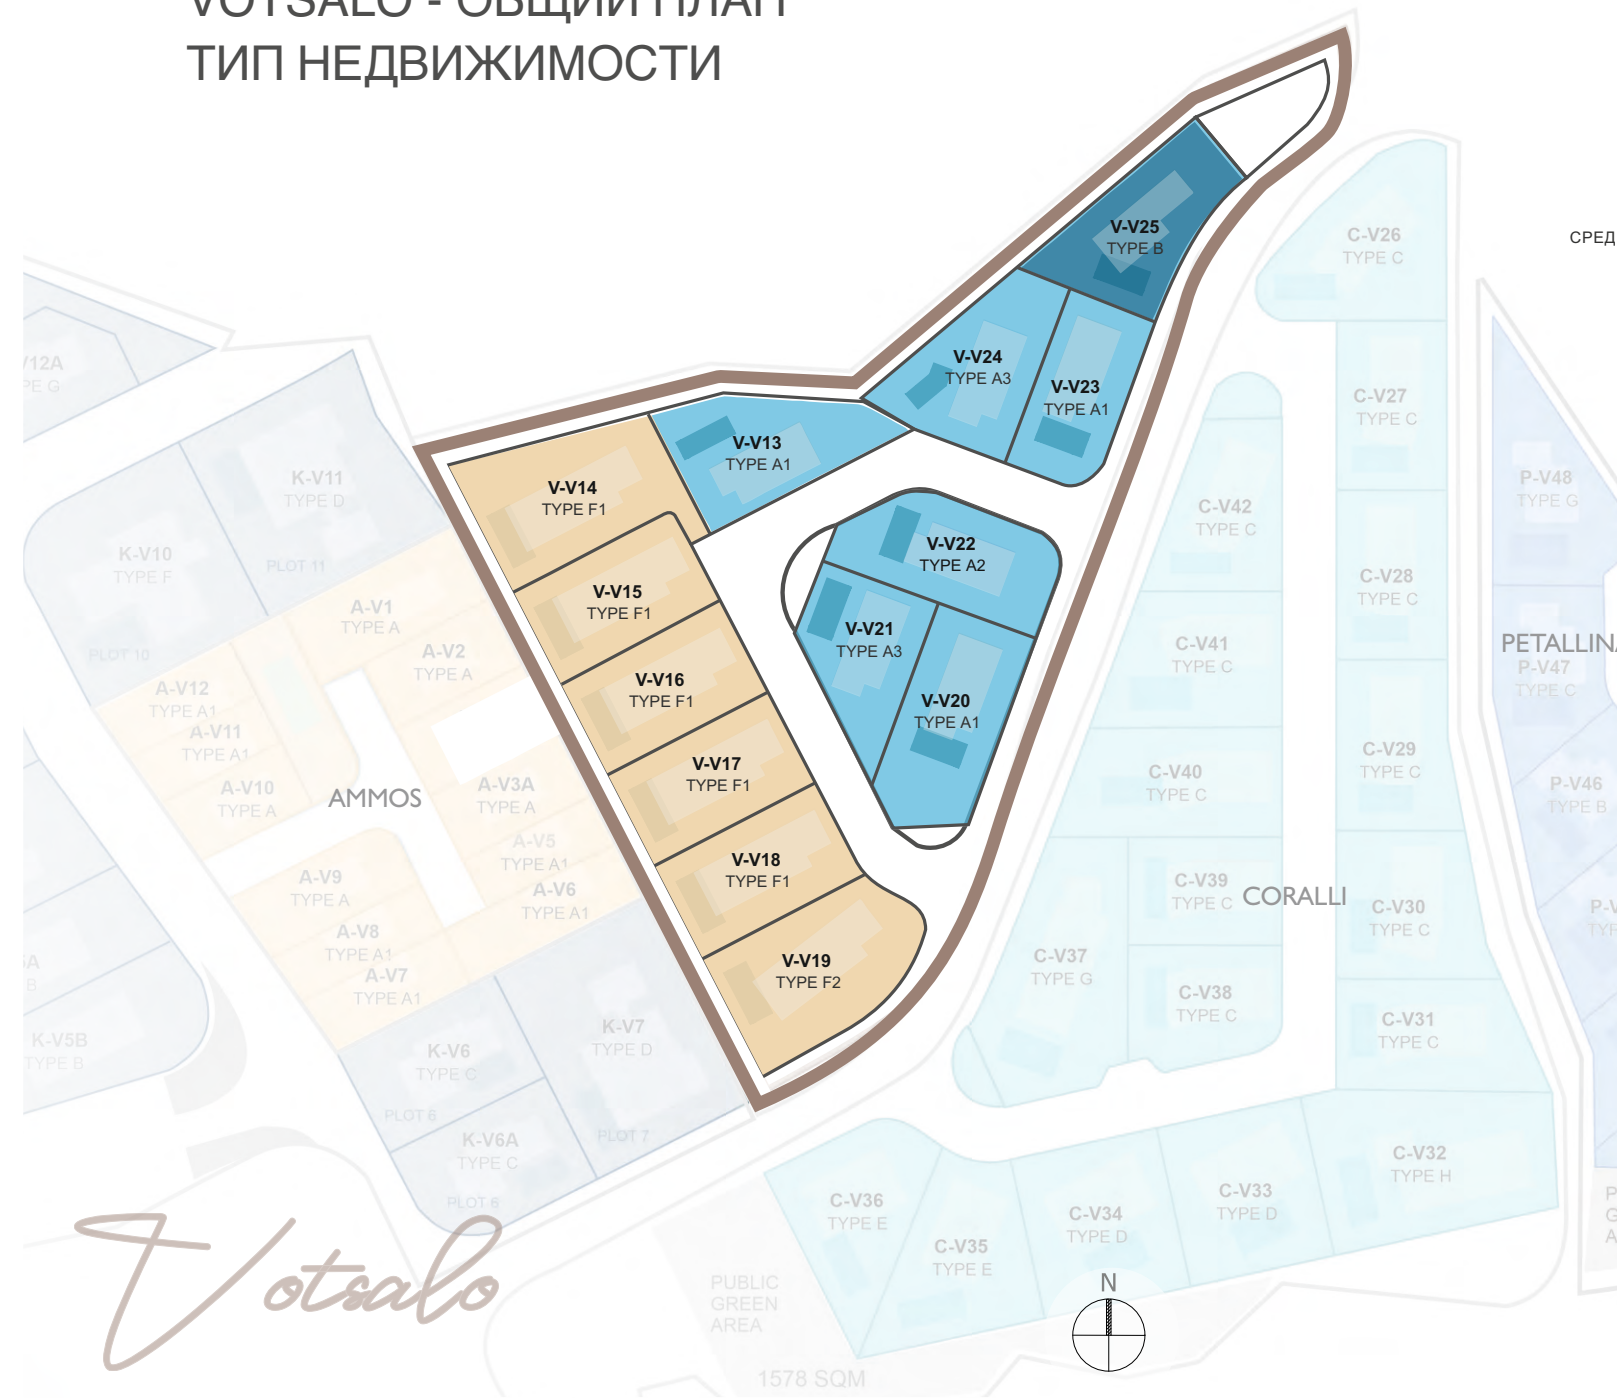 VOTSALO - ОБЩИЙ ПЛАН
ТИП НЕДВИЖИМОСТИ
V-V25
TYPE B
V-V24
TYPE A3
V-V23
TYPE A1
V-V13
TYPE A1
V-V14
TYPE F1
V-V15
TYPE F1
V-V16
TYPE F1
V-V17
TYPE F1
V-V18
TYPE F1
V-V19
TYPE F2
V-V22
TYPE A2
V-V21
TYPE A3
V-V20
TYPE A1
K-V11
TYPE D
PLOT 11
K-V10
TYPE F
PLOT 10
A-V1
TYPE A
A-V2
TYPE A
A-V12
TYPE A1
A-V11
TYPE A1
A-V10
TYPE A
AMMOS
A-V3A
TYPE A
A-V5
TYPE A1
A-V6
TYPE A1
A-V9
TYPE A
A-V8
TYPE A1
A-V7
TYPE A1
K-V5B
TYPE B
K-V6
TYPE C
PLOT 6
K-V6A
TYPE C
PLOT 6
K-V7
TYPE D
PLOT 7
C-V26
TYPE C
C-V27
TYPE C
C-V42
TYPE C
C-V28
TYPE C
C-V41
TYPE C
C-V29
TYPE C
C-V40
TYPE C
C-V39
TYPE C
CORALLI
C-V30
TYPE C
C-V37
TYPE G
C-V38
TYPE C
C-V31
TYPE C
C-V32
TYPE H
C-V33
TYPE D
C-V34
TYPE D
C-V35
TYPE E
C-V36
TYPE E
СРЕД
P-V48
TYPE G
PETALLINA
P-V47
TYPE C
P-V46
TYPE B
PUBLIC
GREEN
AREA
1578 SQM
N
Votsalo